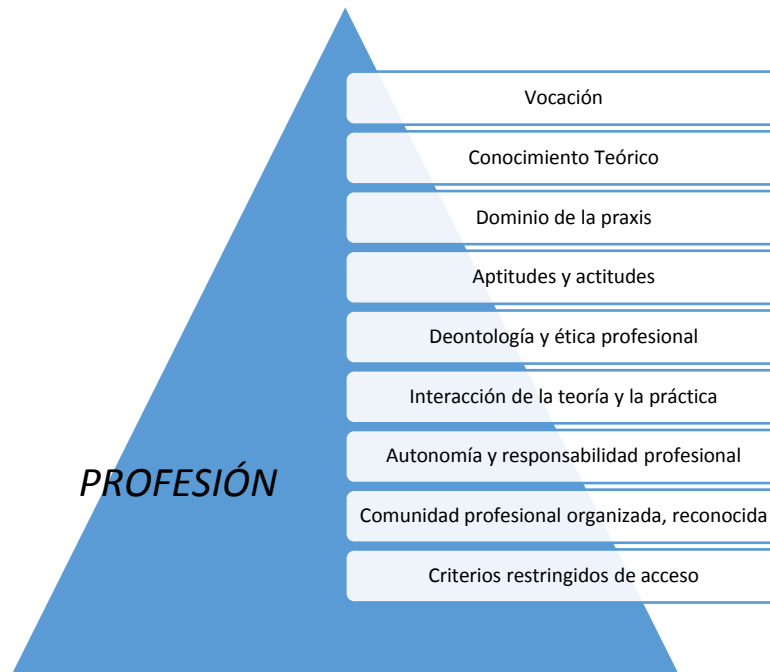 Vocación
Conocimiento Teórico
Dominio de la praxis
Aptitudes y actitudes
Deontología y ética profesional
Interacción de la teoría y la práctica
Autonomía y responsabilidad profesional
PROFESIÓN
Comunidad profesional organizada, reconocida
Criterios restringidos de acceso